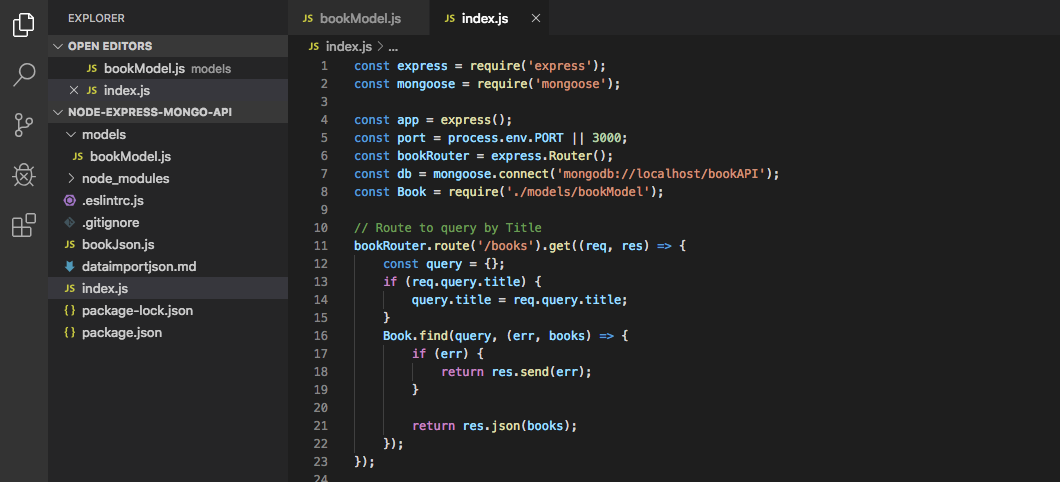 EXPLORER
OPEN EDITORS
JS bookModel.js models
JS index.js
NODE-EXPRESS-MONGO-API
models
JS bookModel.js
node_modules
.eslintrc.js
.gitignore
JS bookJson.js
dataimportjson.md
JS index.js
{ } package-lock.json
{ } package.json
JS bookModel.js
JS index.js
JS index.js > ...
1 const express = require('express');
2 const mongoose = require('mongoose');
3
4 const app = express();
5 const port = process.env.PORT || 3000;
6 const bookRouter = express.Router();
7 const db = mongoose.connect('mongodb://localhost/bookAPI');
8 const Book = require('./models/bookModel');
9
10 // Route to query by Title
11 bookRouter.route('/books').get((req, res) => {
12 const query = {};
13 if (req.query.title) {
14 query.title = req.query.title;
15 }
16 Book.find(query, (err, books) => {
17 if (err) {
18 return res.send(err);
19 }
20
21 return res.json(books);
22 });
23 });
24